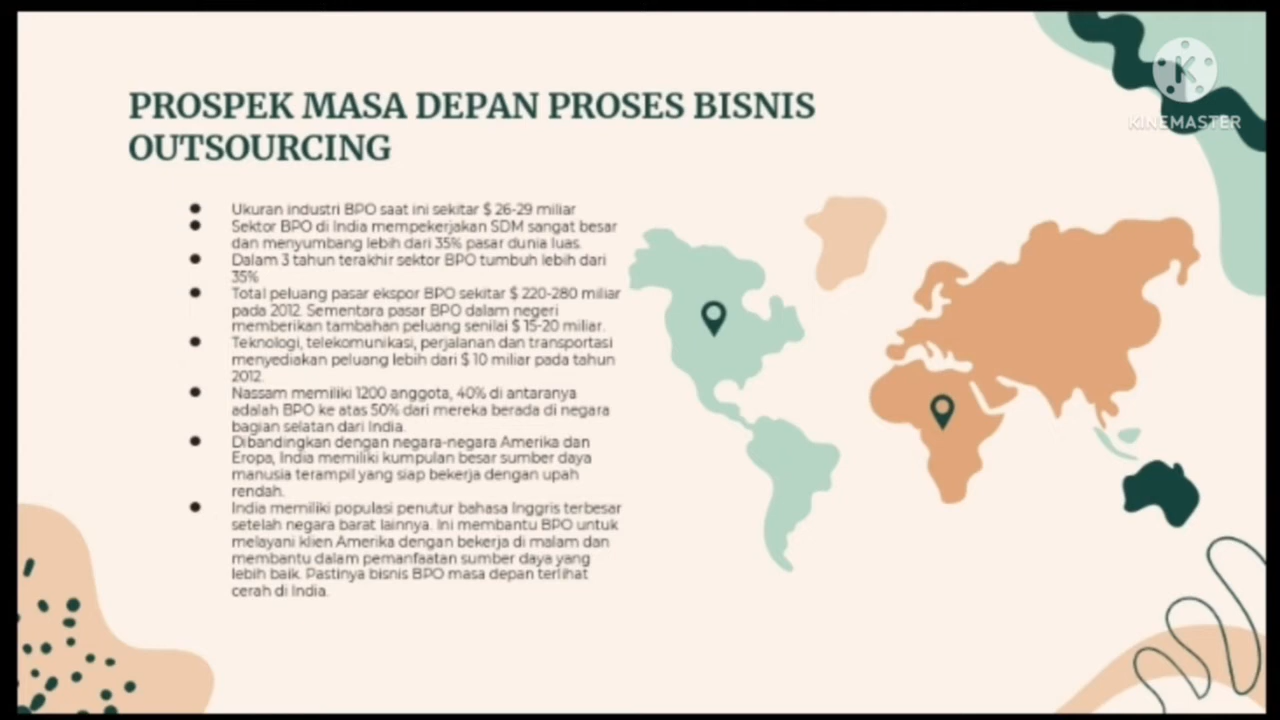 PROSPEK MASA DEPAN PROSES BISNIS
OUTSOURCING
K
KINEMASTER
Ukuran industri BPO saat ini sekitar $ 26-29 miliar
Sektor BPO di India mempekerjakan SDM sangat besar
dan menyumbang lebih dari 35% pasar dunia luas.
Dalam 3 tahun terakhir sektor BPO tumbuh lebih dari
35%
Total peluang pasar ekspor BPO sekitar $ 220-280 miliar
pada 2012. Sementara pasar BPO dalam negeri
memberikan tambahan peluang senilai $ 15-20 miliar.
Teknologi, telekomunikasi, perjalanan dan transportasi
menyediakan peluang lebih dari $ 10 miliar pada tahun
2012.
Nassam memiliki 1200 anggota, 40% di antaranya
adalah BPO ke atas 50% dari mereka berada di negara
bagian selatan dari India.
Dibandingkan dengan negara-negara Amerika dan
Eropa, India memiliki kumpulan besar sumber daya
manusia terampil yang siap bekerja dengan upah
rendah.
India memiliki populasi penutur bahasa Inggris terbesar
setelah negara barat lainnya. Ini membantu BPO untuk
melayani klien Amerika dengan bekerja di malam dan
membantu dalam pemanfaatan sumber daya yang
lebih baik. Pastinya bisnis BPO masa depan terlihat
cerah di India.